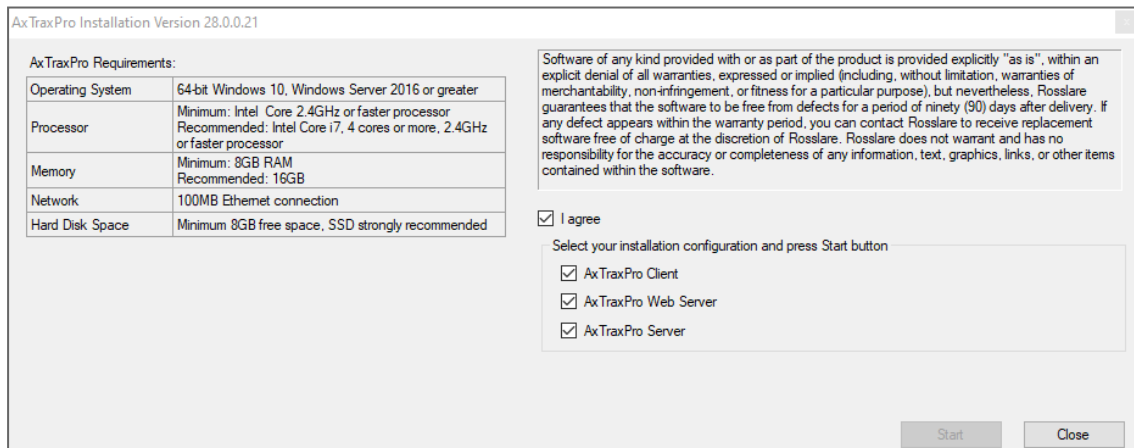 AxTraxPro Installation Version 28.0.0.21
AxTraxPro Requirements:
Operating System 64-bit Windows 10, Windows Server 2016 or greater
Processor Minimum: Intel Core 2.4GHz or faster processor
Recommended: Intel Core i7, 4 cores or more, 2.4GHz
or faster processor
Memory Minimum: 8GB RAM
Recommended: 16GB
Network 100MB Ethernet connection
Hard Disk Space Minimum 8GB free space, SSD strongly recommended
Software of any kind provided with or as part of the product is provided explicitly "as is", within an
explicit denial of all warranties, expressed or implied (including, without limitation, warranties of
merchantability, non-infringement, or fitness for a particular purpose), but nevertheless, Rosslare
guarantees that the software to be free from defects for a period of ninety (90) days after delivery. If
any defect appears within the warranty period, you can contact Rosslare to receive replacement
software free of charge at the discretion of Rosslare. Rosslare does not warrant and has no
responsibility for the accuracy or completeness of any information, text, graphics, links, or other items
contained within the software.
I agree
Select your installation configuration and press Start button
AxTraxPro Client
AxTraxPro Web Server
AxTraxPro Server
Start Close